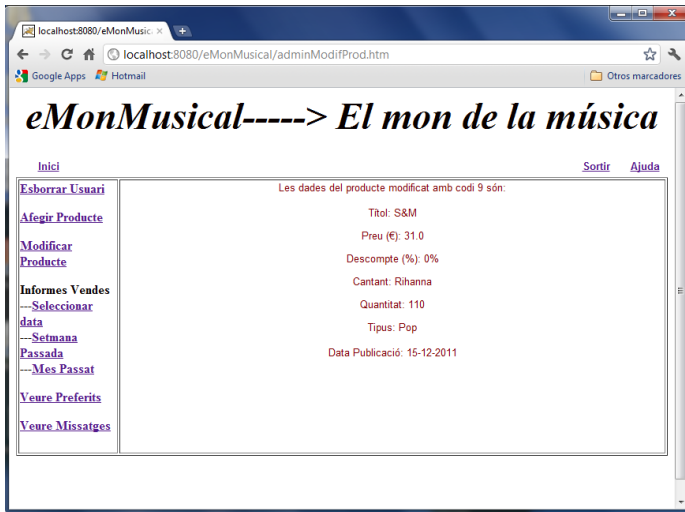 localhost:8080/eMonMusic
localhost:8080/eMonMusical/adminModifProd.htm
Google Apps Hotmail Otros marcadores
eMonMusical-----> El mon de la música
Inici Sortir Ajuda
Esborrar Usuari
Afegir Producte
Modificar
Producte
Informes Vendes
---Seleccionar
data
---Setmana
Passada
---Mes Passat
Veure Preferits
Veure Missatges
Les dades del producte modificat amb codi 9 són:
Títol: S&M
Preu (€): 31.0
Descompte (%): 0%
Cantant: Rihanna
Quantitat: 110
Tipus: Pop
Data Publicació: 15-12-2011